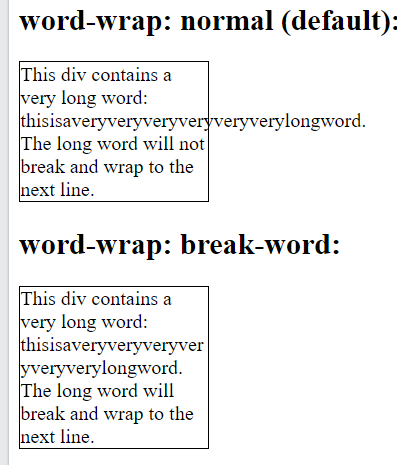 word-wrap: normal (default):
This div contains a
very long word:
thisisaveryveryveryveryveryverylongword.
The long word will not
break and wrap to the
next line.
word-wrap: break-word:
This div contains a
very long word:
thisisaveryveryveryver
yveryverylongword.
The long word will
break and wrap to the
next line.